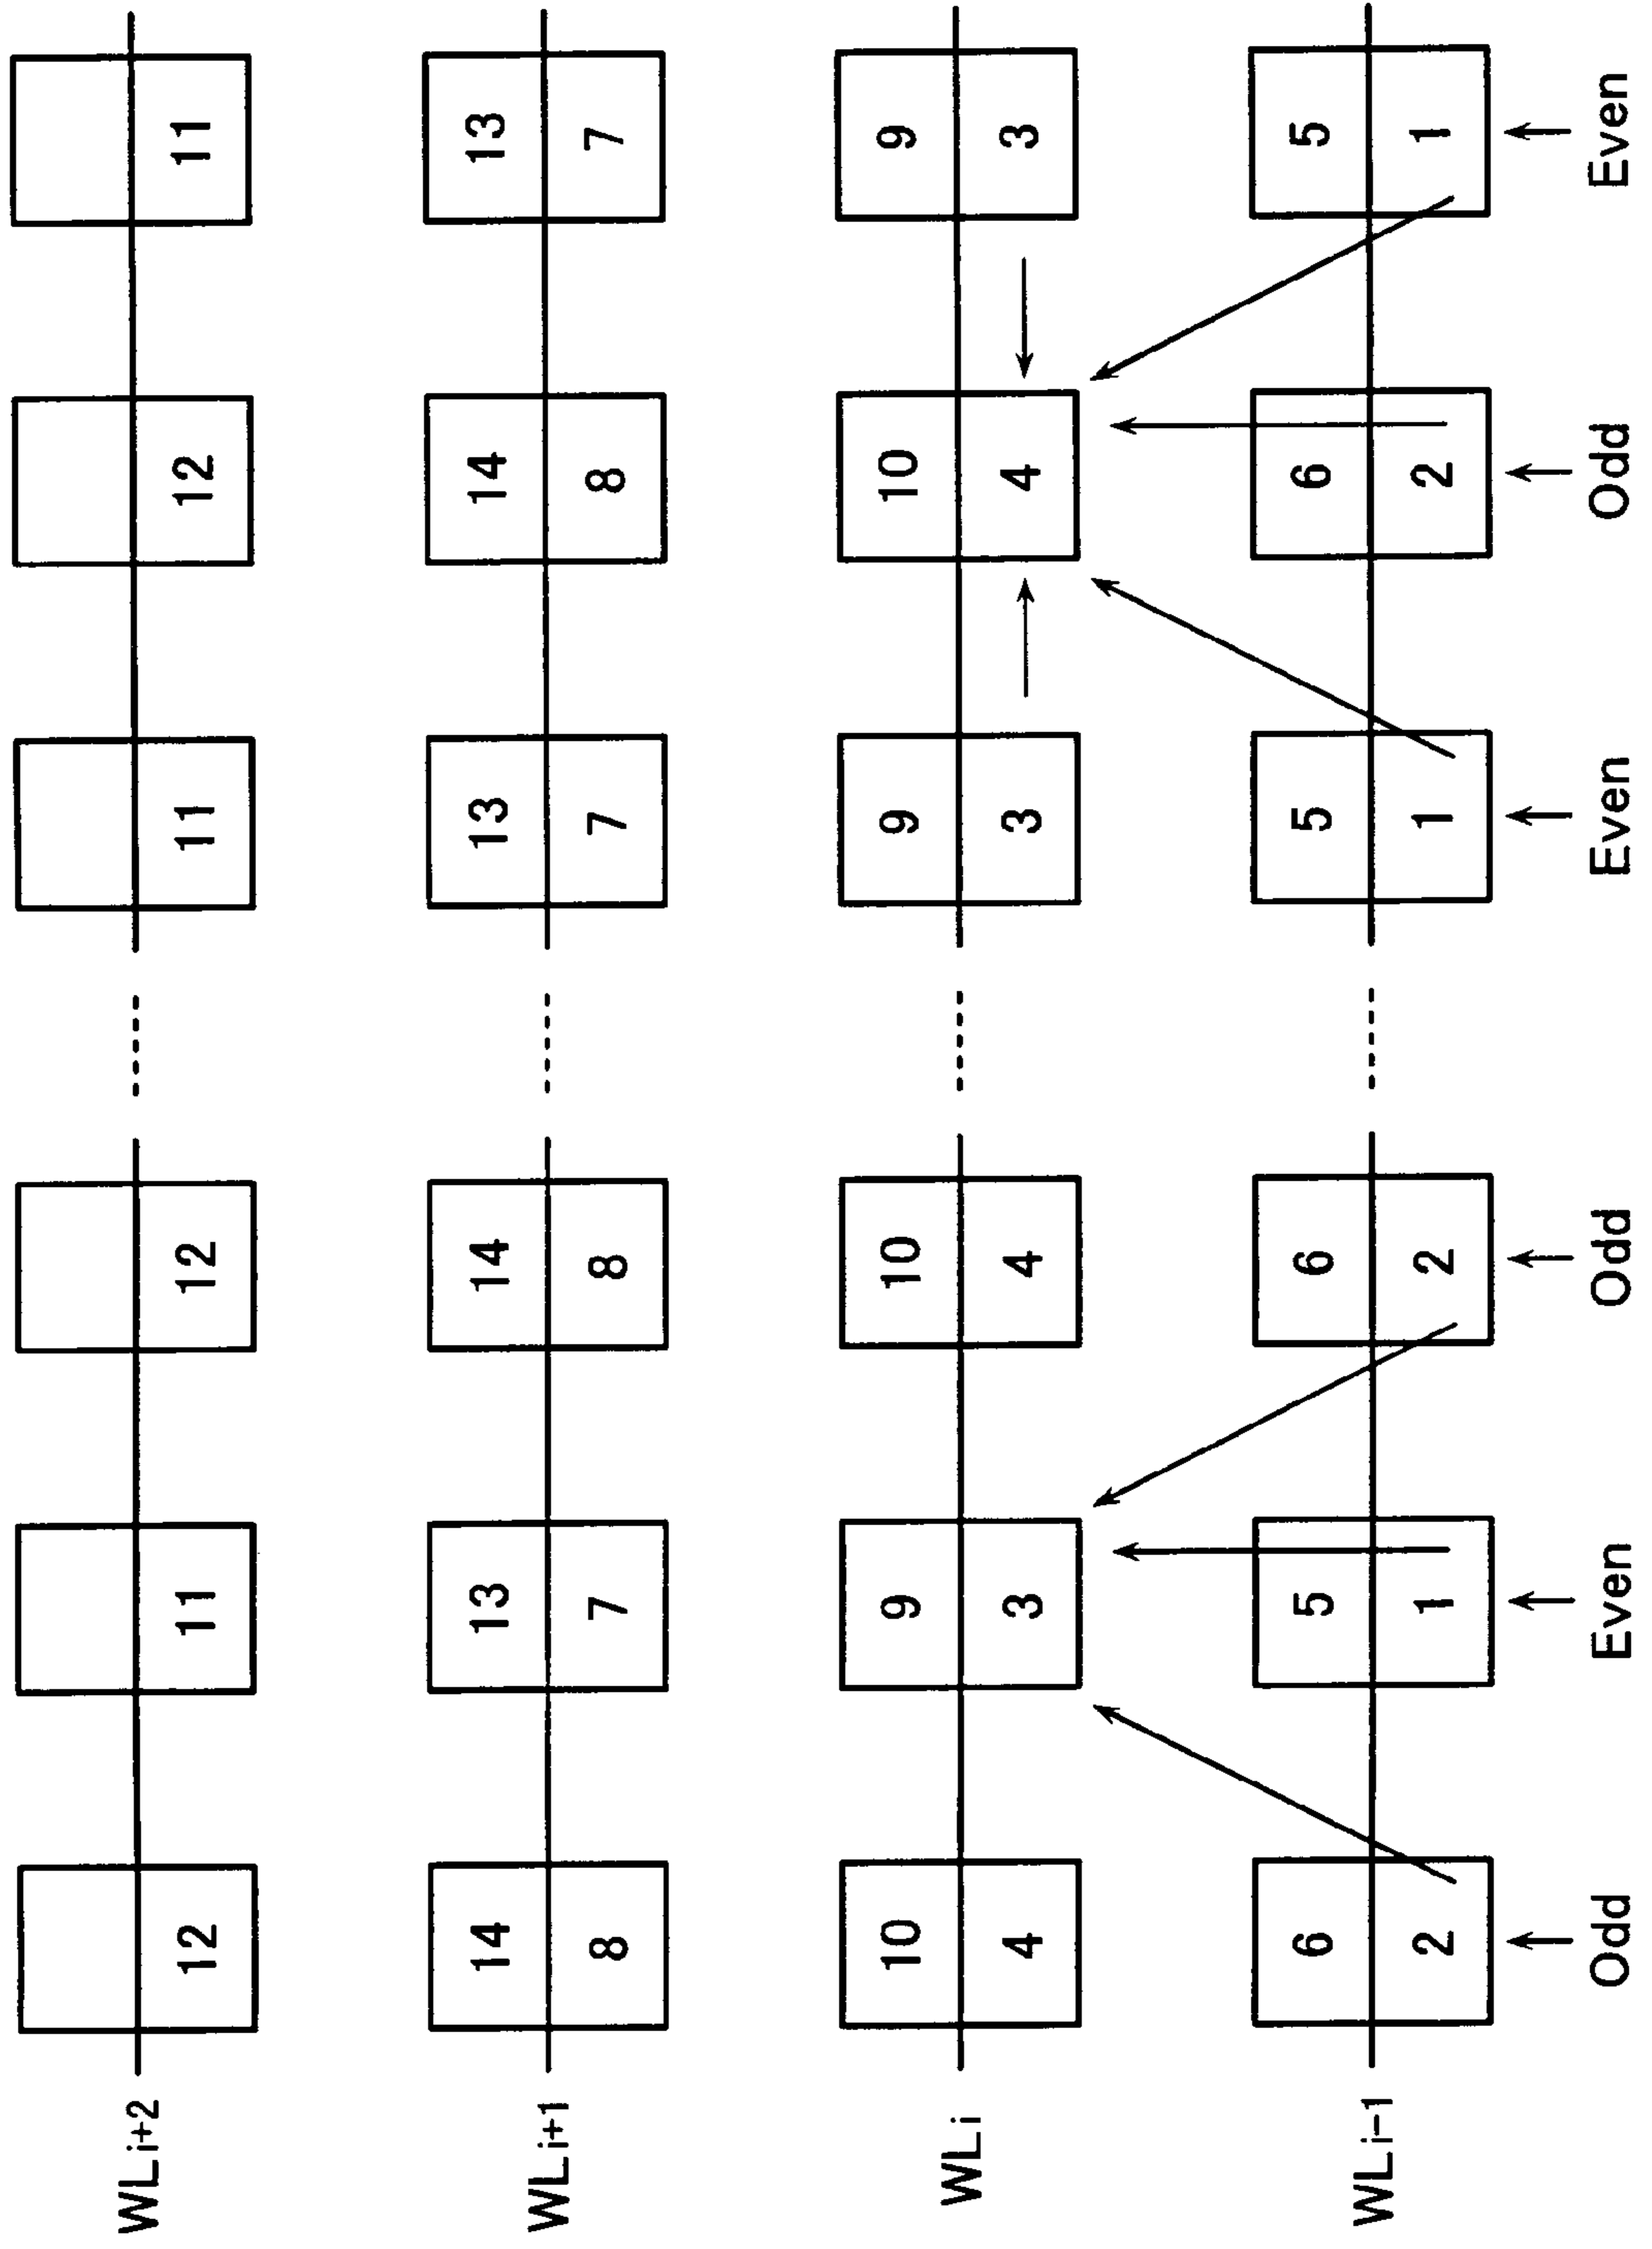 WLi+2
12 11 12 11 12 11
14 13 14 13 14 13
WLi+1
8 7 8 7 8 7
10 9 10 9 10 9
WLi
4 3 4 3 4 3
6 5 6 5 6 5
WLi-1
2 1 2 1 2 1
Odd Even Odd Even Odd Even